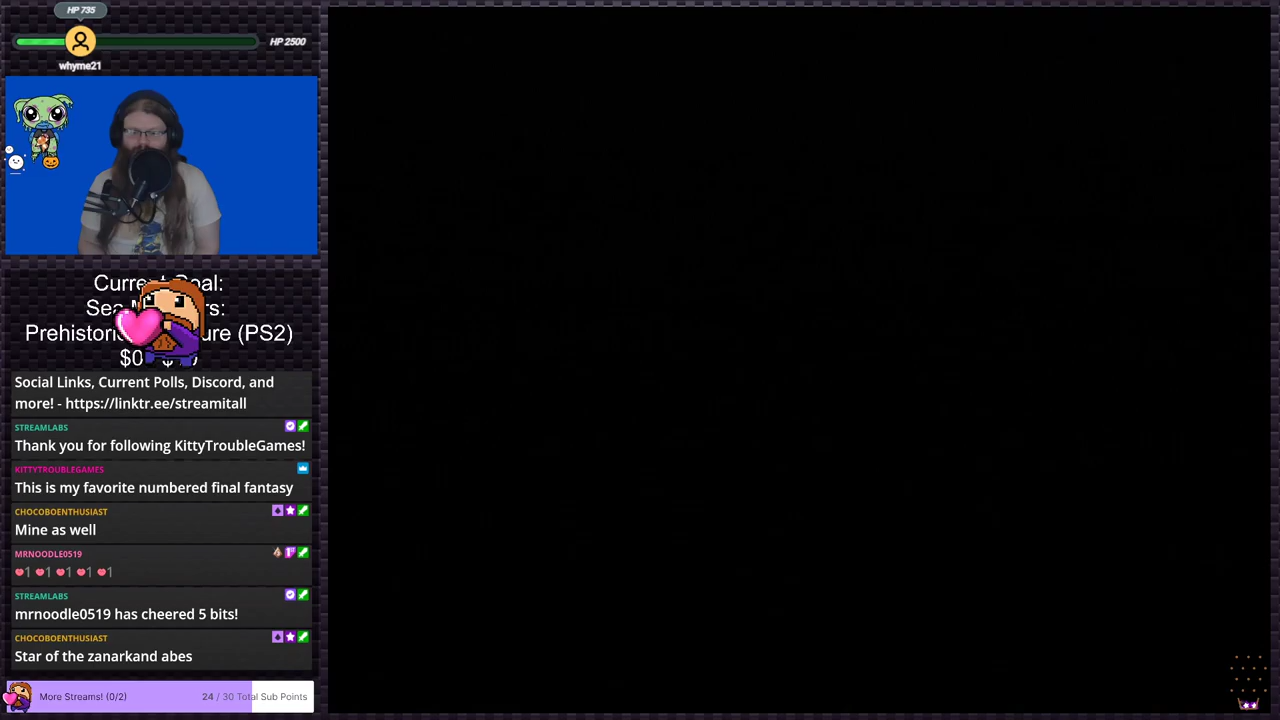 HP 735
HP 2500
whyme21
Current Goal:
Sea
rs:
Prehistoric
ure (PS2)
$0
Social Links, Current Polls, Discord, and
more! - https://linktr.ee/streamitall
STREAMLABS
Thank you for following KittyTroubleGames!
KITTYTROUBLEGAMES
This is my favorite numbered final fantasy
CHOCOBOENTHUSIAST
Mine as well
MRNOODLE0519
1 1 1 1 1
STREAMLABS
mrnoodle0519 has cheered 5 bits!
CHOCOBOENTHUSIAST
Star of the zanarkand abes
More Streams! (0/2)
24 / 30 Total Sub Points